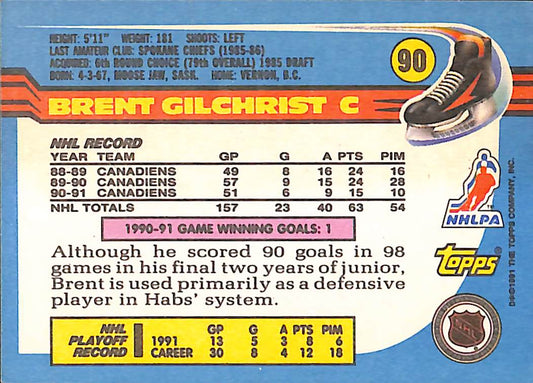 HEIGHT: 5'11" WEIGHT: 181 SHOOTS: LEFT
LAST AMATEUR CLUB: SPOKANE CHIEFS (1985-86)
ACQUIRED: 6th ROUND CHOICE (79th OVERALL) 1985 DRAFT
BORN: 4-3-67, MOOSE JAW, SASK. HOME: VERNON, B.C.
90
BRENT GILCHRIST C
NHL RECORD
YEAR TEAM GP G A PTS PIM
88-89 CANADIENS 49 8 16 24 16
89-90 CANADIENS 57 9 15 24 28
90-91 CANADIENS 51 6 9 15 10
NHL TOTALS 157 23 40 63 54
1990-91 GAME WINNING GOALS: 1
Although he scored 90 goals in 98
games in his final two years of junior,
Brent is used primarily as a defensive
player in Habs' system.
NHL
PLAYOFF
RECORD
GP G A PTS PIM
1991 13 5 3 8 6
CAREER 30 8 4 12 18
NHLPA
topps
NHL
D*©1991 THE TOPPS COMPANY, INC.